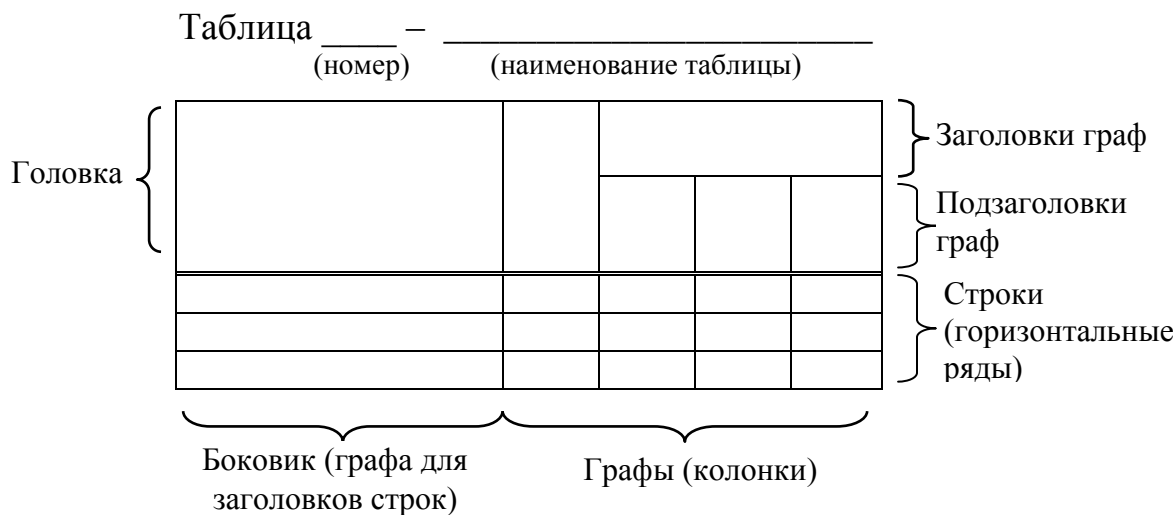 Таблица ____ – _______________________
(номер) (наименование таблицы)
Головка
Заголовки граф
Подзаголовки
граф
Строки
(горизонтальные
ряды)
Боковик (графа для
заголовков строк)
Графы (колонки)